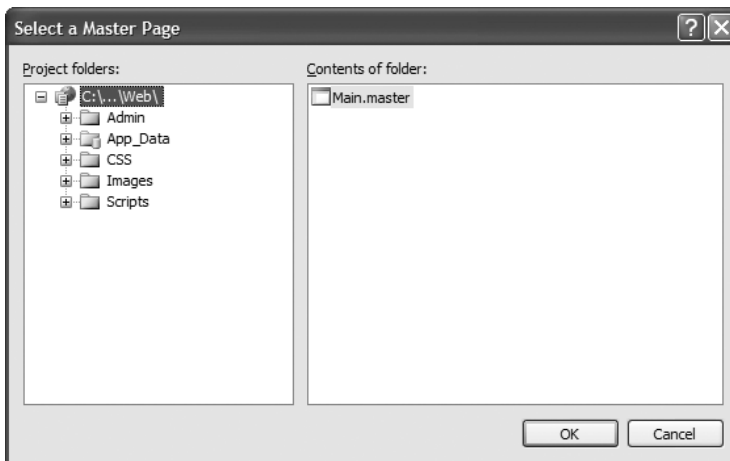 Select a Master Page
Project folders:
Contents of folder:
C:\...\Web\
Admin
App_Data
CSS
Images
Scripts
Main.master
OK
Cancel